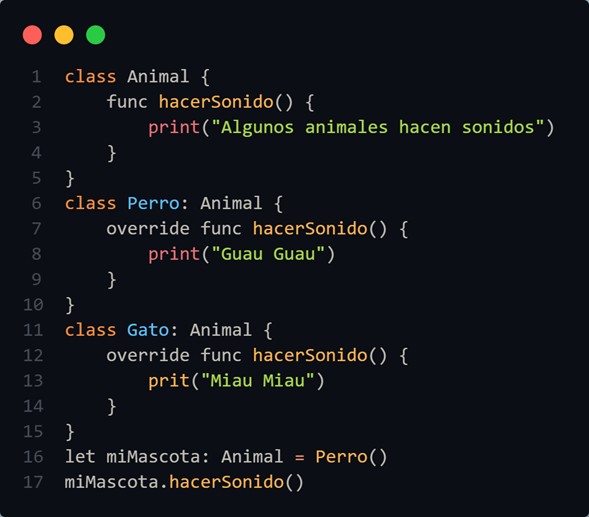 1 class Animal {
2     func hacerSonido() {
3         print("Algunos animales hacen sonidos")
4     }
5 }
6 class Perro: Animal {
7     override func hacerSonido() {
8         print("Guau Guau")
9     }
10 }
11 class Gato: Animal {
12     override func hacerSonido() {
13         prit("Miau Miau")
14     }
15 }
16 let miMascota: Animal = Perro()
17 miMascota.hacerSonido()